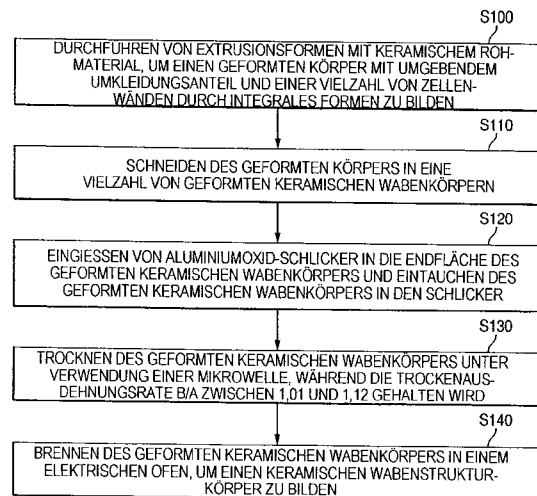 S100
DURCHFÜHREN VON EXTRUSIONSFORMEN MIT KERAMISCHEM ROH-
MATERIAL, UM EINEN GEFORMTEN KÖRPER MIT UMGEBENDEM
UMKLEIDUNGSANTEIL UND EINER VIELZAHL VON ZELLEN-
WÄNDEN DURCH INTEGRALES FORMEN ZU BILDEN
S110
SCHNEIDEN DES GEFORMTEN KÖRPERS IN EINE
VIELZAHL VON GEFORMTEN KERAMISCHEN WABENKÖRPERN
S120
EINGIESSEN VON ALUMINIUMOXID-SCHLICKER IN DIE ENDFLÄCHE DES
GEFORMTEN KERAMISCHEN WABENKÖRPERS UND EINTAUCHEN DES
GEFORMTEN KERAMISCHEN WABENKÖRPERS IN DEN SCHLICKER
S130
TROCKNEN DES GEFORMTEN KERAMISCHEN WABENKÖRPERS UNTER
VERWENDUNG EINER MIKROWELLE, WÄHREND DIE TROCKENAUS-
DEHNUNGSRATE B/A ZWISCHEN 1,01 UND 1,12 GEHALTEN WIRD
S140
BRENNEN DES GEFORMTEN KERAMISCHEN WABENKÖRPERS IN EINEM
ELEKTRISCHEN OFEN, UM EINEN KERAMISCHEN WABENSTRUKTUR-
KÖRPER ZU BILDEN